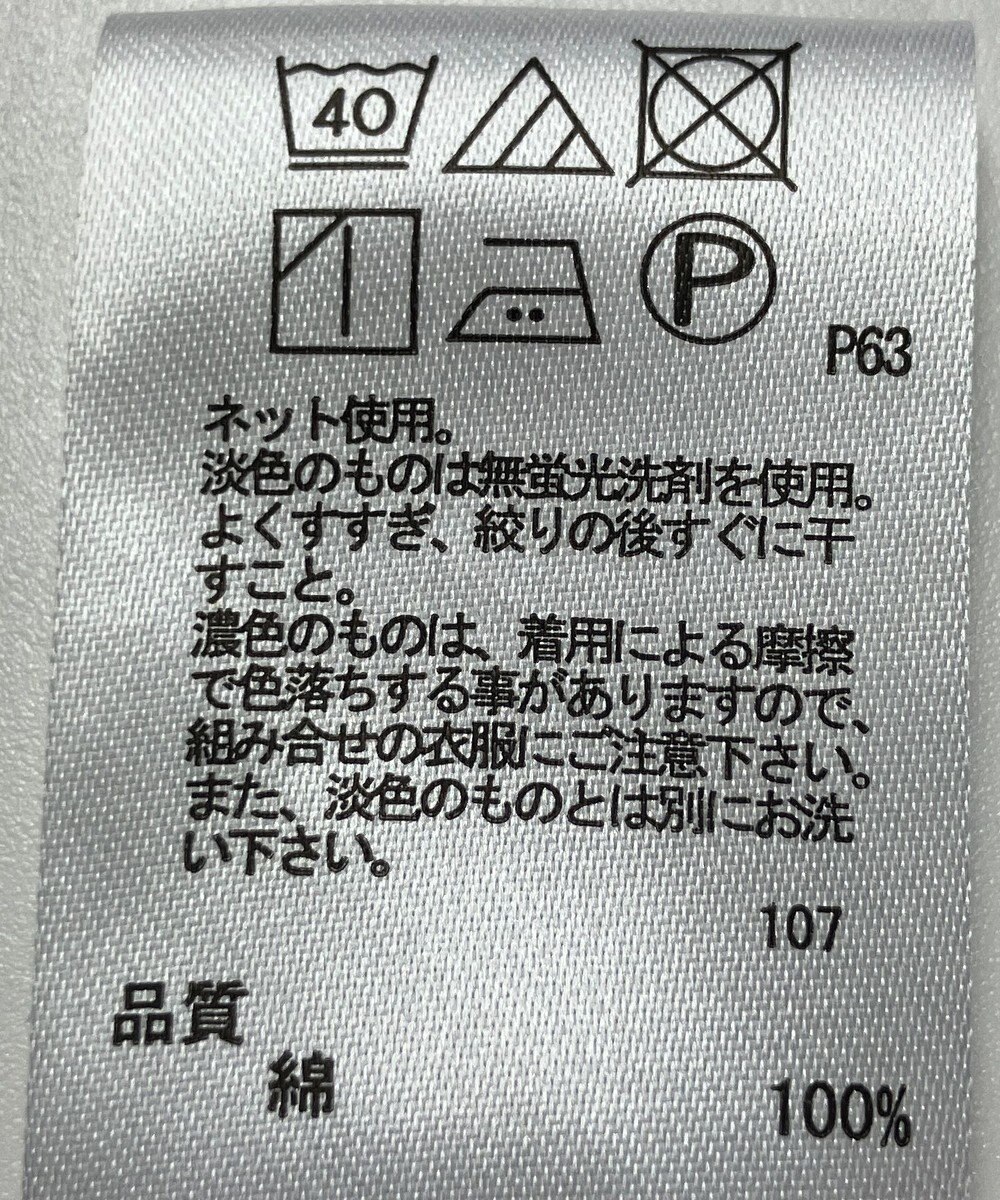 40
P
P63
ネット使用。
淡色のものは無蛍光洗剤を使用。
よくすすぎ、絞りの後すぐに干
すこと。
濃色のものは、着用による摩擦
で色落ちする事がありますので、
組み合せの衣服にご注意下さい。
また、淡色のものとは別にお洗
い下さい。
107
品質
綿 100%